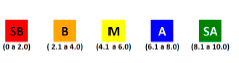 SB B M A SA
(0 a 2.0) ( 2.1 a 4.0) (4.1 a 6.0) (6.1 a 8.0) (8.1 a 10.0)